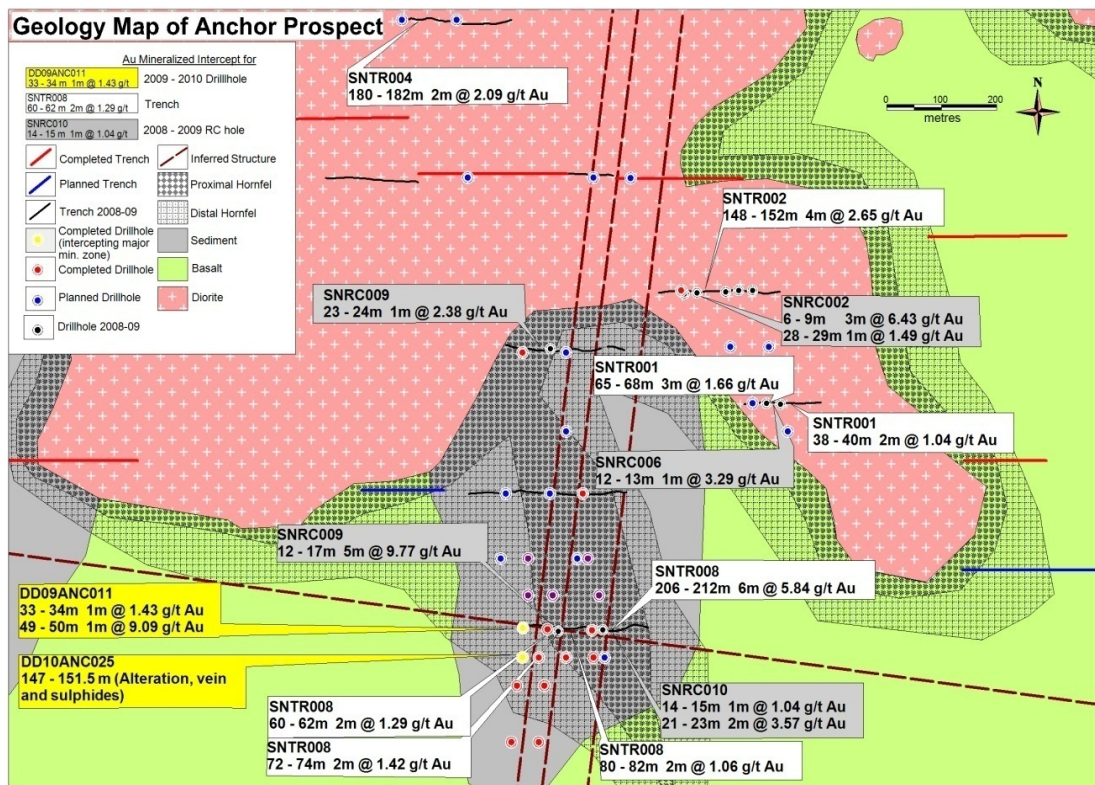 Geology Map of Anchor Prospect
Au Mineralized Intercept for
DD09ANC011
33 - 34 m 1m @ 1.43 g/t
2009 - 2010 Drillhole
SNTR008
60 - 62 m 2m @ 1.29 g/t
Trench
SNRC010
14 - 15 m 1m @ 1.04 g/t
2008 - 2009 RC hole
Completed Trench
Inferred Structure
Planned Trench
Proximal Hornfel
Trench 2008-09
Distal Hornfel
Completed Drillhole
(intercepting major
min. zone)
Sediment
Completed Drillhole
Basalt
Planned Drillhole
Diorite
Drillhole 2008-09
N
0 100 200
metres
SNTR004
180 - 182m 2m @ 2.09 g/t Au
SNTR002
148 - 152m 4m @ 2.65 g/t Au
SNRC009
23 - 24m 1m @ 2.38 g/t Au
SNRC002
6 - 9m 3m @ 6.43 g/t Au
28 - 29m 1m @ 1.49 g/t Au
SNTR001
65 - 68m 3m @ 1.66 g/t Au
SNTR001
38 - 40m 2m @ 1.04 g/t Au
SNRC006
12 - 13m 1m @ 3.29 g/t Au
SNRC009
12 - 17m 5m @ 9.77 g/t Au
SNTR008
206 - 212m 6m @ 5.84 g/t Au
DD09ANC011
33 - 34m 1m @ 1.43 g/t Au
49 - 50m 1m @ 9.09 g/t Au
DD10ANC025
147 - 151.5 m (Alteration, vein
and sulphides)
SNRC010
14 - 15m 1m @ 1.04 g/t Au
21 - 23m 2m @ 3.57 g/t Au
SNTR008
60 - 62m 2m @ 1.29 g/t Au
SNTR008
72 - 74m 2m @ 1.42 g/t Au
SNTR008
80 - 82m 2m @ 1.06 g/t Au